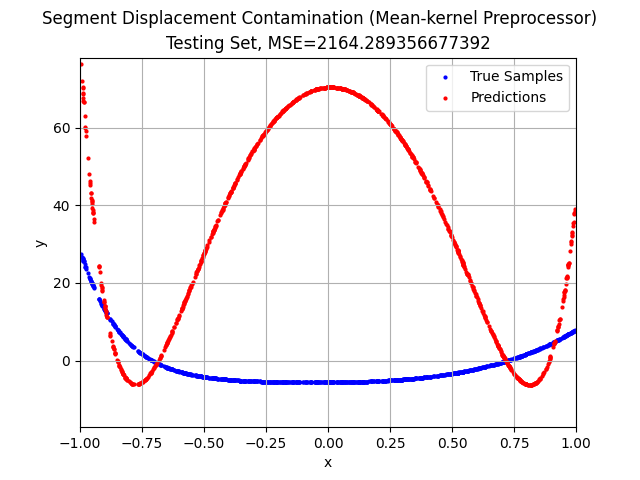 Segment Displacement Contamination (Mean-kernel Preprocessor)
Testing Set, MSE=2164.289356677392
True Samples
Predictions
60
40
20
0
y
−1.00 −0.75 −0.50 −0.25 0.00 0.25 0.50 0.75 1.00
x